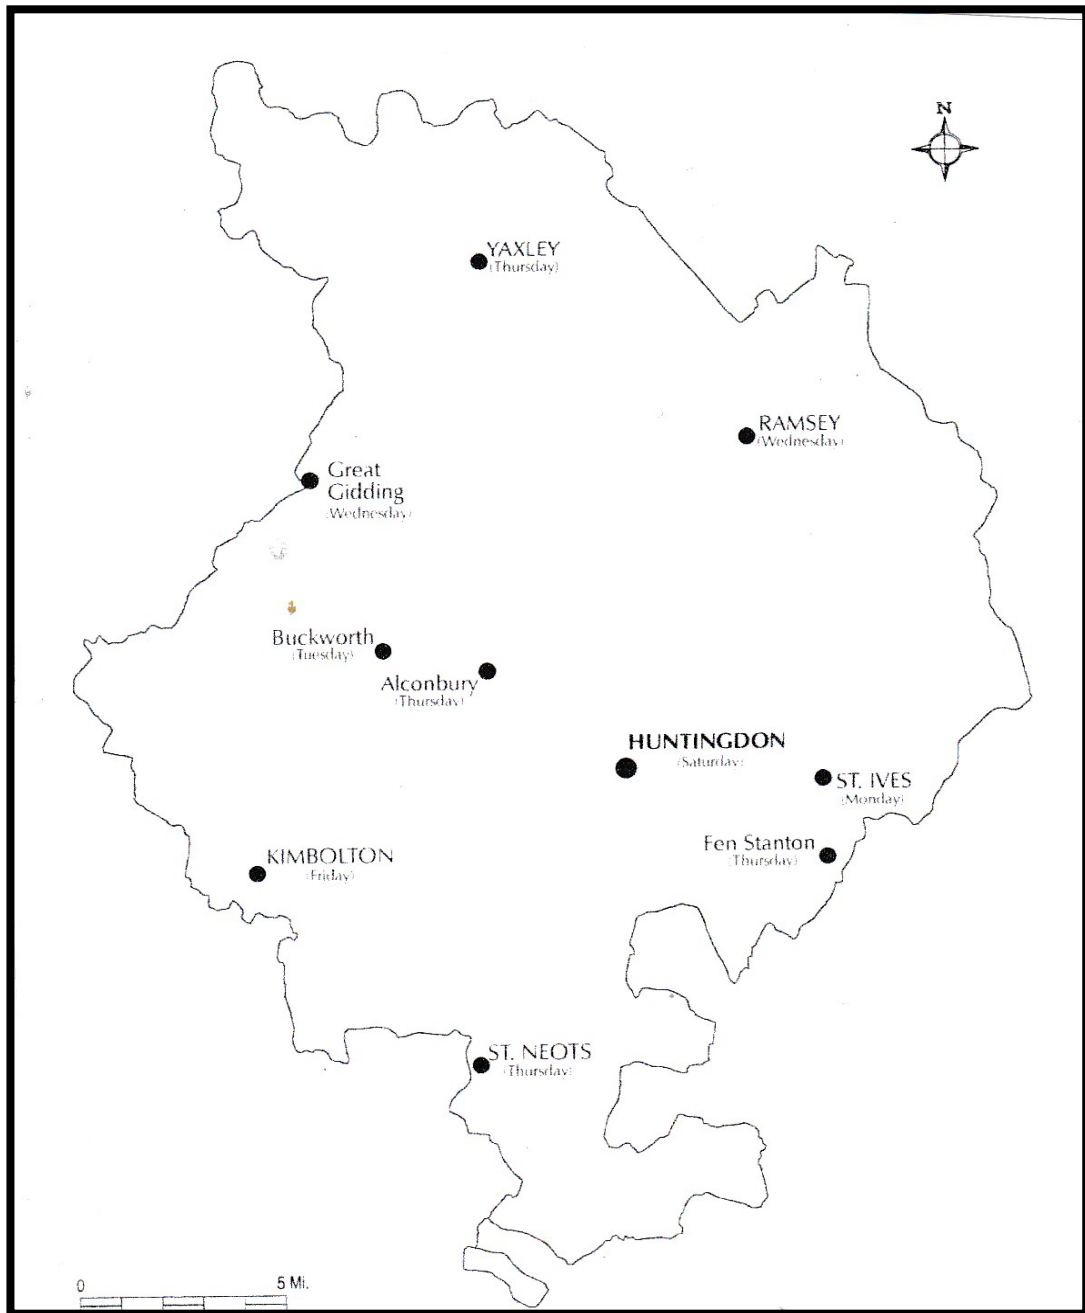 N
YAXLEY
(Thursday)
RAMSEY
(Wednesday)
Great
Gidding
(Wednesday)
Buckworth
(Tuesday)
Alconbury
(Thursday)
HUNTINGDON
(Saturday)
ST. IVES
(Monday)
Fen Stanton
(Thursday)
KIMBOLTON
(Friday)
ST. NEOTS
(Thursday)
0 5 Mi.